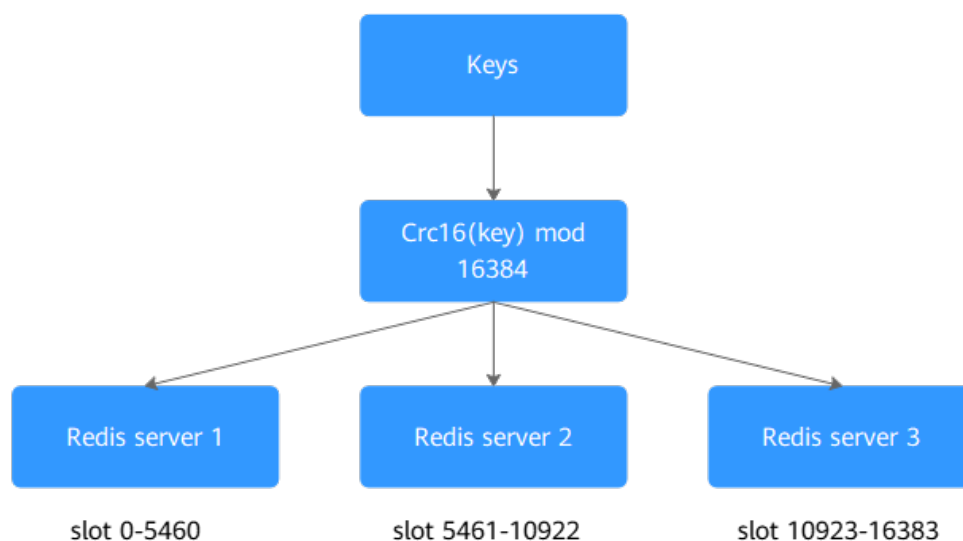 Keys
Crc16(key) mod
16384
Redis server 1
Redis server 2
Redis server 3
slot 0-5460
slot 5461-10922
slot 10923-16383